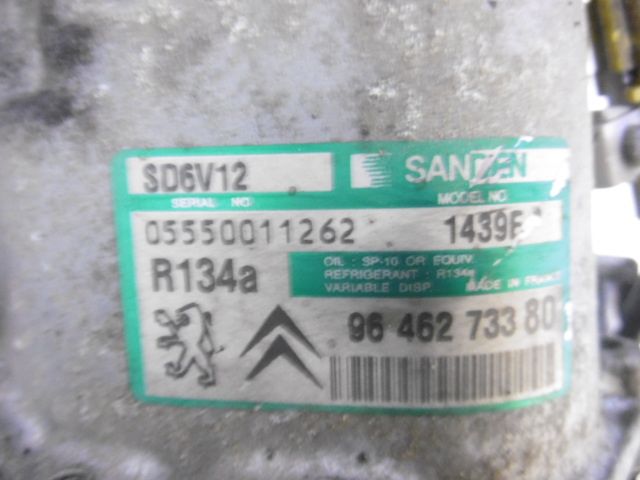 SD6V12 SANDEN
SERIAL NO. MODEL NO.
05550011262
R134a
OIL : SP-10 OR EQUIV.
REFRIGERANT : R134a
VARIABLE DISP. MADE IN FRANCE
96 462 733 80